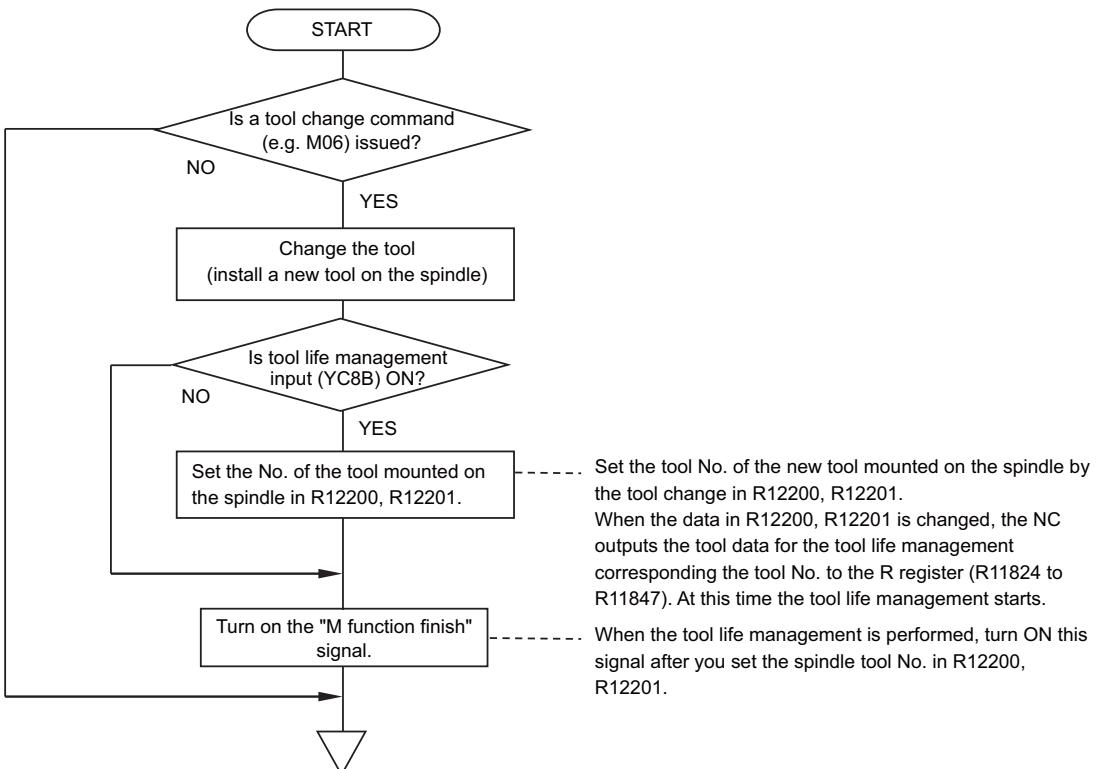 START
Is a tool change command
(e.g. M06) issued?
NO
YES
Change the tool
(install a new tool on the spindle)
Is tool life management
input (YC8B) ON?
NO
YES
Set the No. of the tool mounted on
the spindle in R12200, R12201.
Set the tool No. of the new tool mounted on the spindle by
the tool change in R12200, R12201.
When the data in R12200, R12201 is changed, the NC
outputs the tool data for the tool life management
corresponding the tool No. to the R register (R11824 to
R11847). At this time the tool life management starts.
Turn on the "M function finish"
signal.
When the tool life management is performed, turn ON this
signal after you set the spindle tool No. in R12200,
R12201.